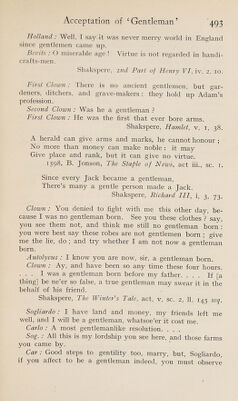 Acceptation of 'Gentleman' 493
Holland: Well, I say it was never merry world in England
since gentlemen came up.
Bevis: O miserable age! Virtue is not regarded in handi-
crafts-men.
Shakspere, 2nd Part of Henry VI, iv. 2, 10.
First Clown: There is no ancient gentlemen, but gar-
deners, ditchers, and grave-makers: they hold up Adam's
profession.
Second Clown: Was he a gentleman?
First Clown: He was the first that ever bore arms.
Shakspere, Hamlet, v, 1, 38.
A herald can give arms and marks, he cannot honour;
No more than money can make noble: it may
Give place and rank, but it can give no virtue.
1598, B. Jonson, The Staple of News, act iii., sc. 1.
Since every Jack became a gentleman,
There's many a gentle person made a Jack.
Shakspere, Richard III, i, 3, 73.
Clown: You denied to fight with me this other day, be-
cause I was no gentleman born. See you these clothes? say,
you see them not, and think me still no gentleman born:
you were best say these robes are not gentlemen born; give
me the lie, do; and try whether I am not now a gentleman
born.
Autolycus: I know you are now, sir, a gentleman born.
Clown: Ay, and have been so any time these four hours.
. . . I was a gentleman born before my father. . . . If [a
thing] be ne'er so false, a true gentleman may swear it in the
behalf of his friend.
Shakspere, The Winter's Tale, act, v, sc. 2, ll. 145 sq.
Sogliardo: I have land and money, my friends left me
well, and I will be a gentleman, whatsoe'er it cost me.
Carlo: A most gentlemanlike resolution. . . .
Sog.: All this is my lordship you see here, and those farms
you came by.
Car: Good steps to gentility too, marry, but, Sogliardo,
if you affect to be a gentleman indeed, you must observe